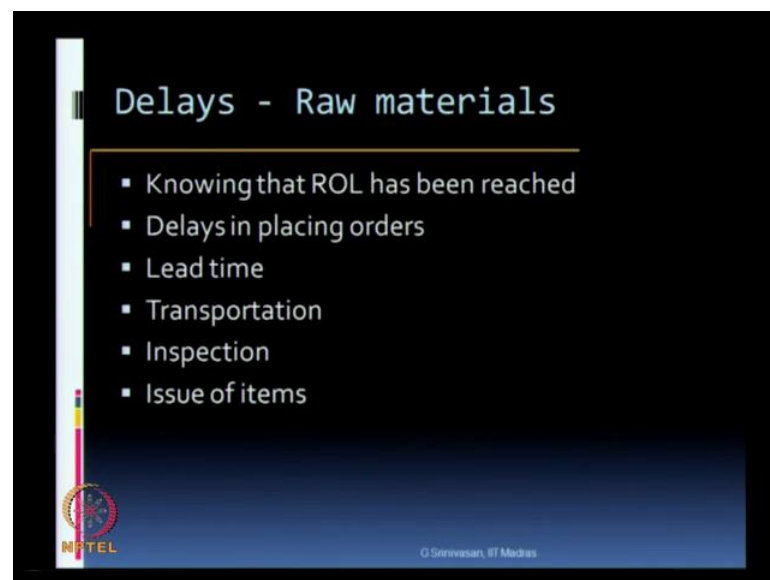 Delays - Raw materials
▪ Knowing that ROL has been reached
▪ Delays in placing orders
▪ Lead time
▪ Transportation
▪ Inspection
▪ Issue of items
NPTEL
G Srinivasan, IIT Madras